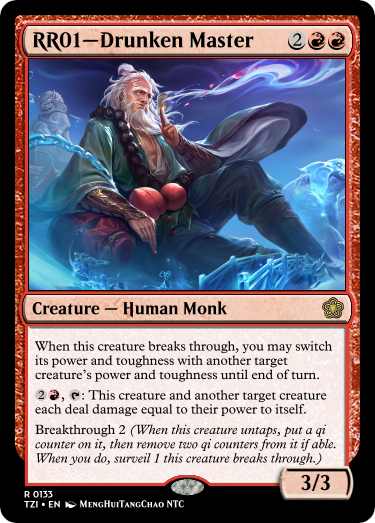 RR01—Drunken Master 2
Creature — Human Monk
When this creature breaks through, you may switch
its power and toughness with another target
creature's power and toughness until end of turn.
2 , : This creature and another target creature
each deal damage equal to their power to itself.
Breakthrough 2 (When this creature untaps, put a qi
counter on it, then remove two qi counters from it if able.
When you do, surveil 1 this creature breaks through.)
3/3
R 0133
TZI • EN MengHuiTangChao NTC